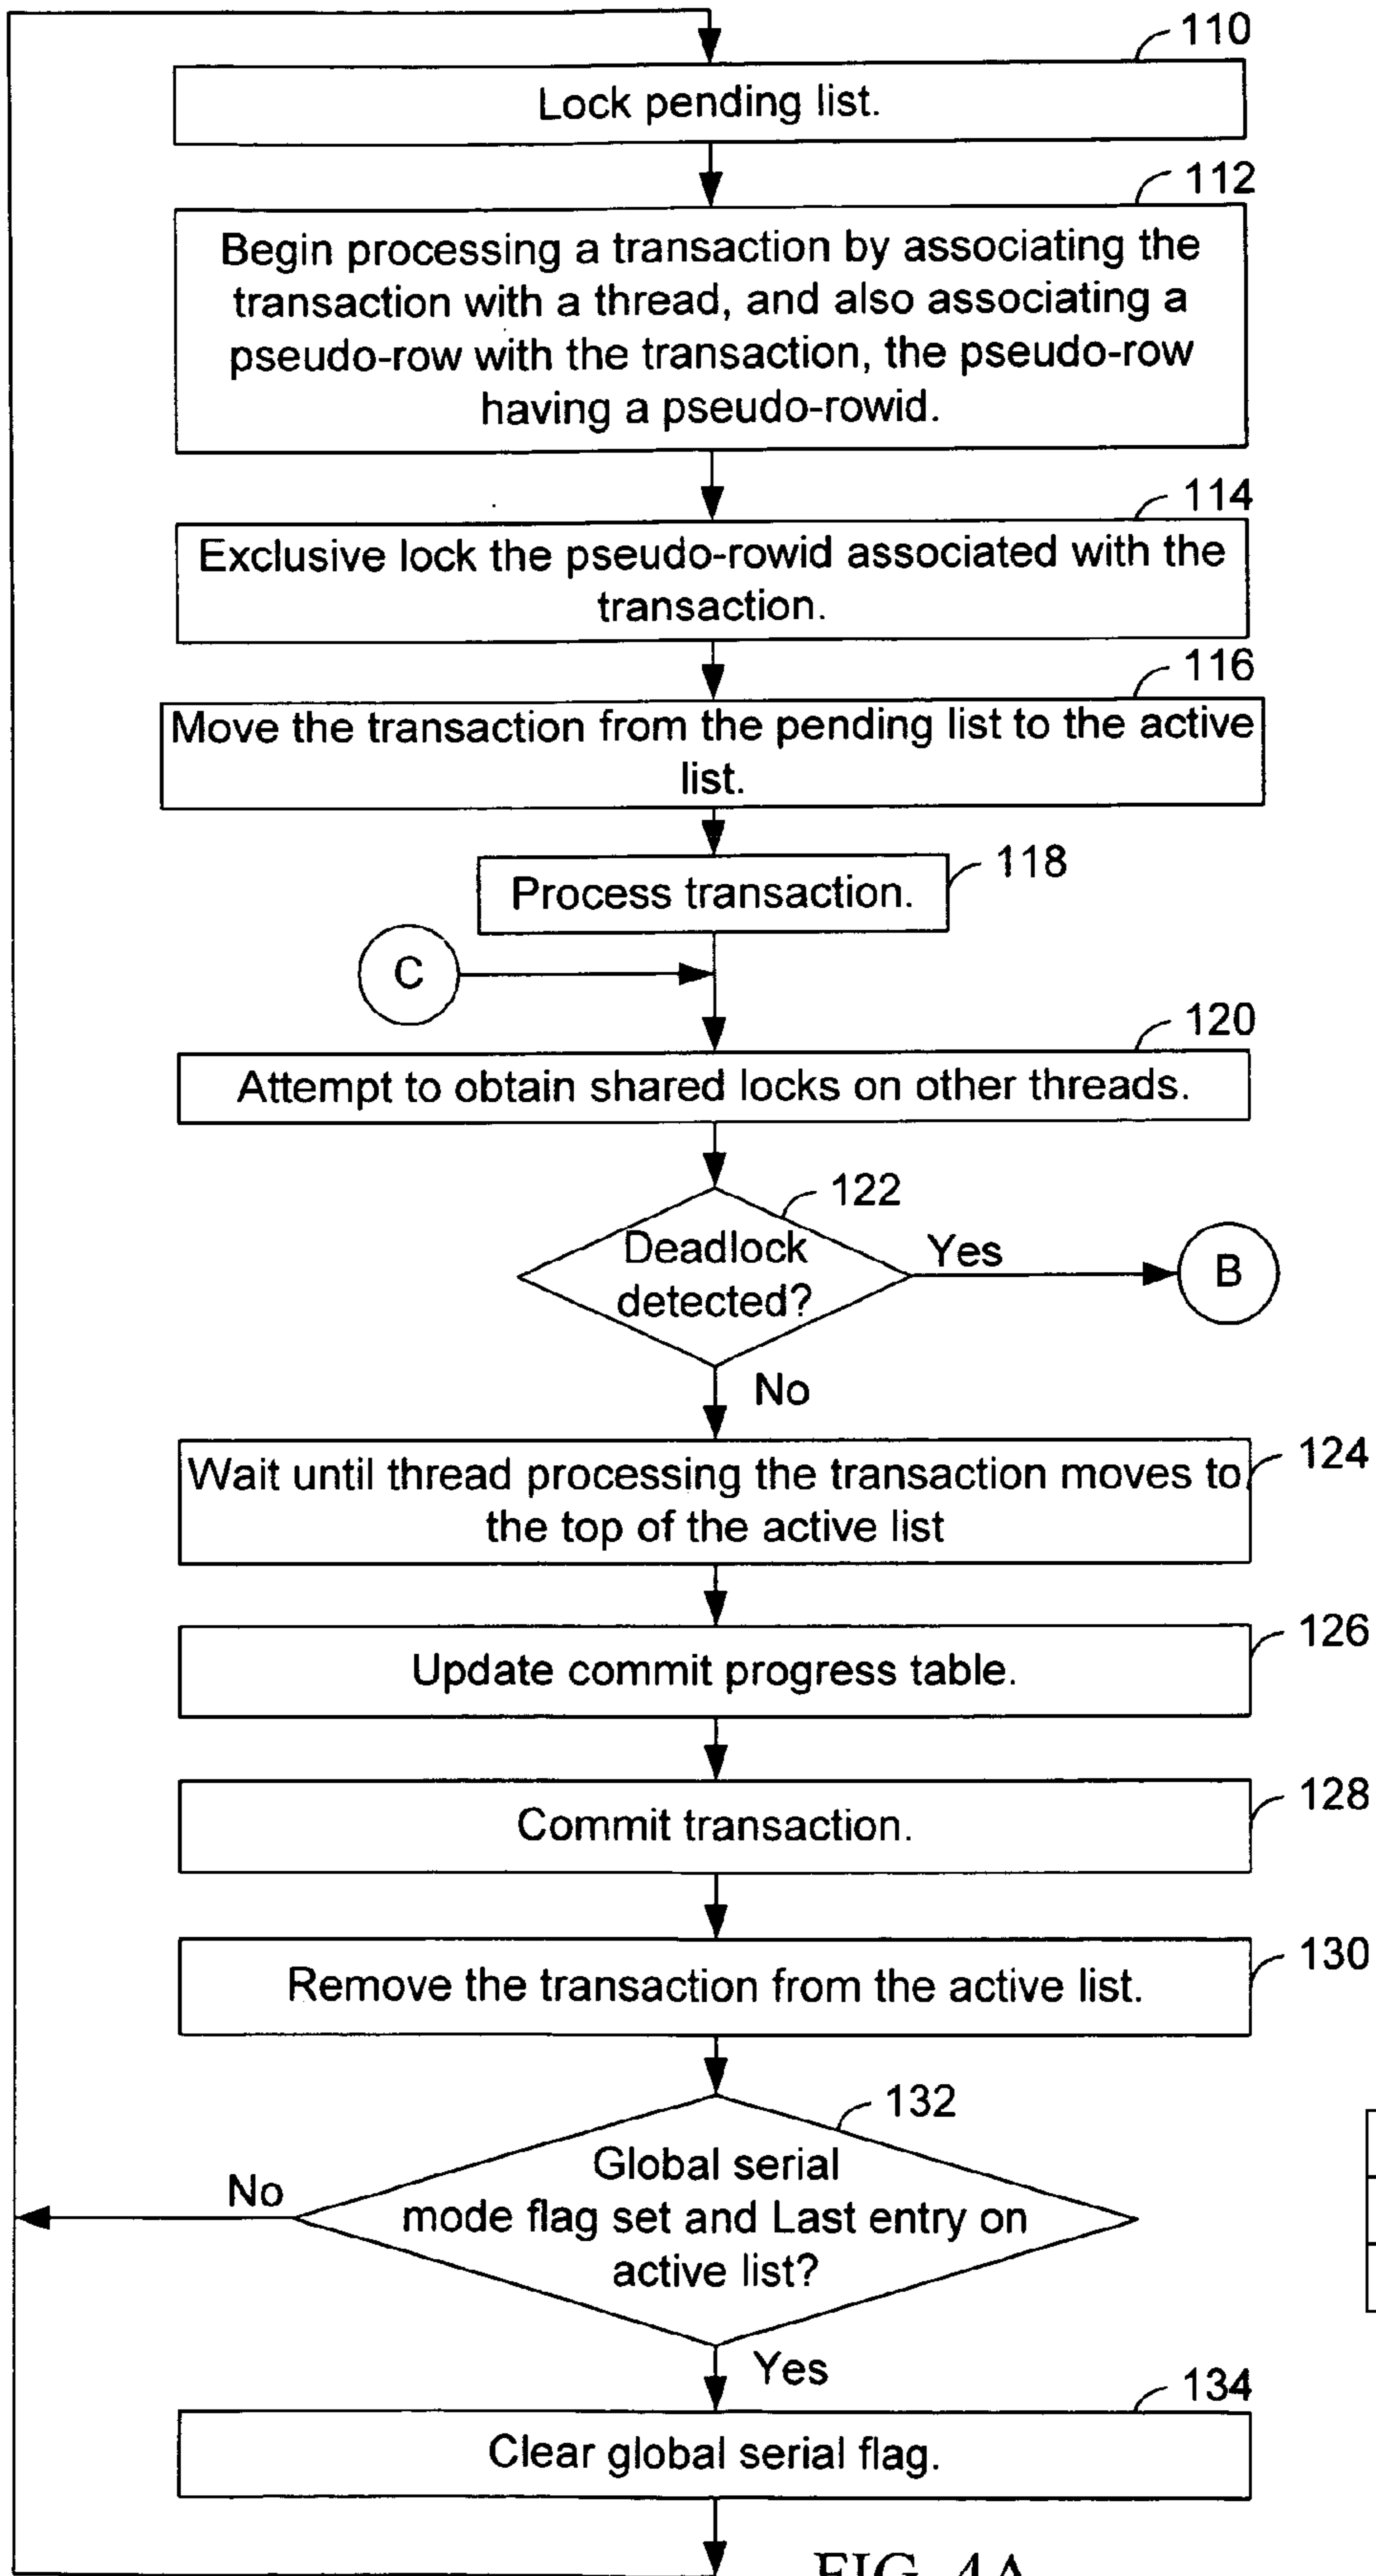 110
Lock pending list.
112
Begin processing a transaction by associating the
transaction with a thread, and also associating a
pseudo-row with the transaction, the pseudo-row
having a pseudo-rowid.
114
Exclusive lock the pseudo-rowid associated with the
transaction.
116
Move the transaction from the pending list to the active
list.
118
Process transaction.
C
120
Attempt to obtain shared locks on other threads.
122
Deadlock
detected?
Yes
B
No
124
Wait until thread processing the transaction moves to
the top of the active list
126
Update commit progress table.
128
Commit transaction.
130
Remove the transaction from the active list.
132
Global serial
mode flag set and Last entry on
active list?
No
Yes
134
Clear global serial flag.
FIG. 4A